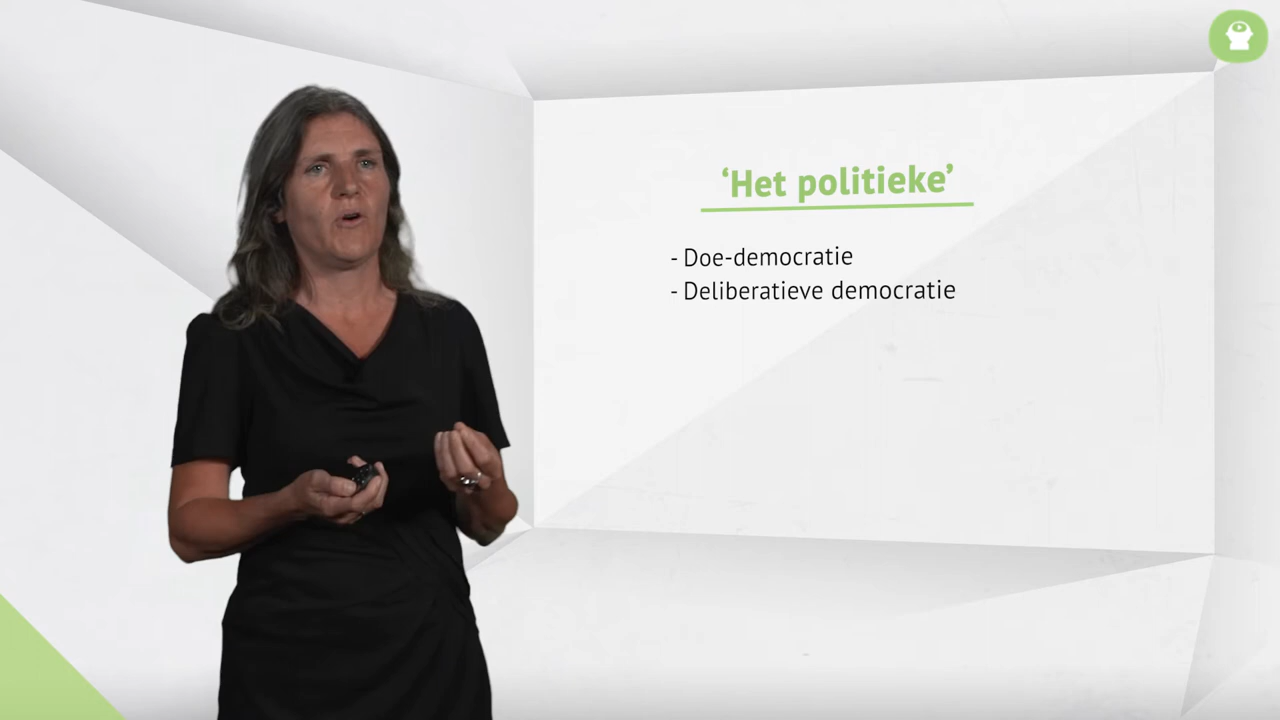 ‘Het politieke’
- Doe-democratie
- Deliberatieve democratie